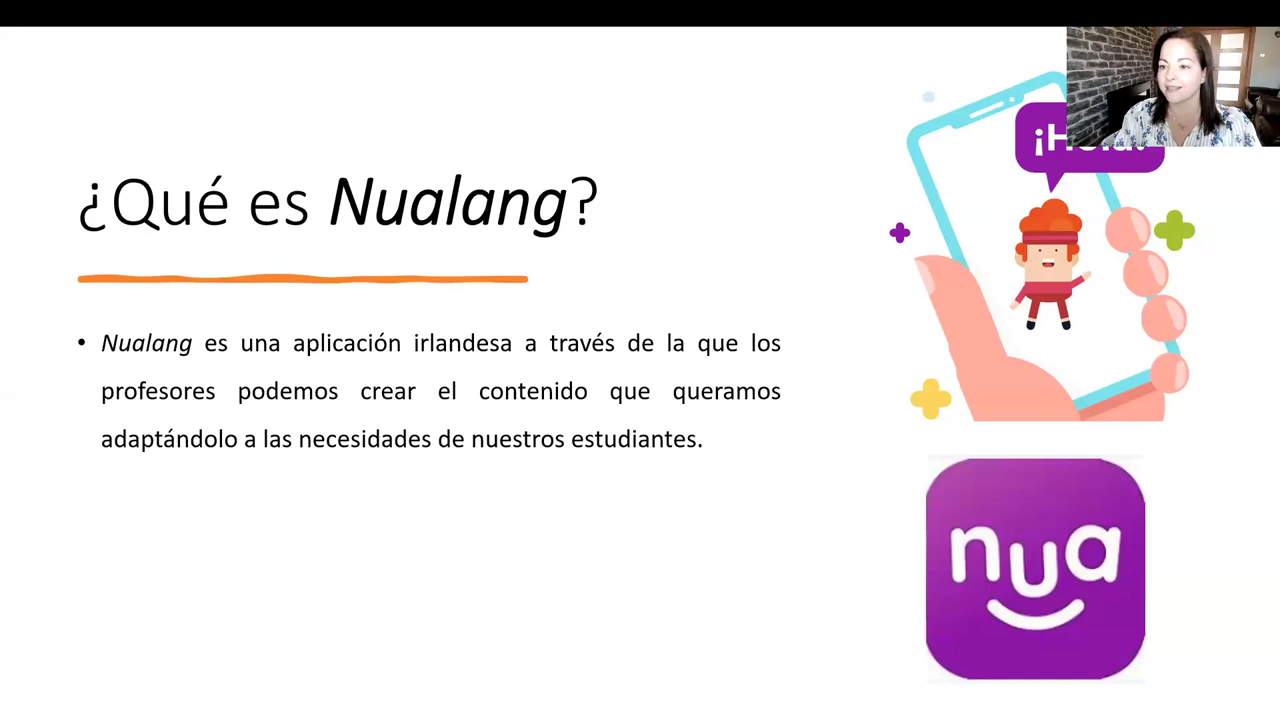 ¿Qué es Nualang?
• Nualang es una aplicación irlandesa a través de la que los
profesores podemos crear el contenido que queramos
adaptándolo a las necesidades de nuestros estudiantes.
¡Hola!
nua